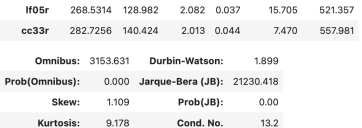 lf05r 268.5314 128.982 2.082 0.037 15.705 521.357
cc33r 282.7256 140.424 2.013 0.044 7.470 557.981
Omnibus: 3153.631 Durbin-Watson: 1.899
Prob(Omnibus): 0.000 Jarque-Bera (JB): 21230.418
Skew: 1.109 Prob(JB): 0.00
Kurtosis: 9.178 Cond. No. 13.2